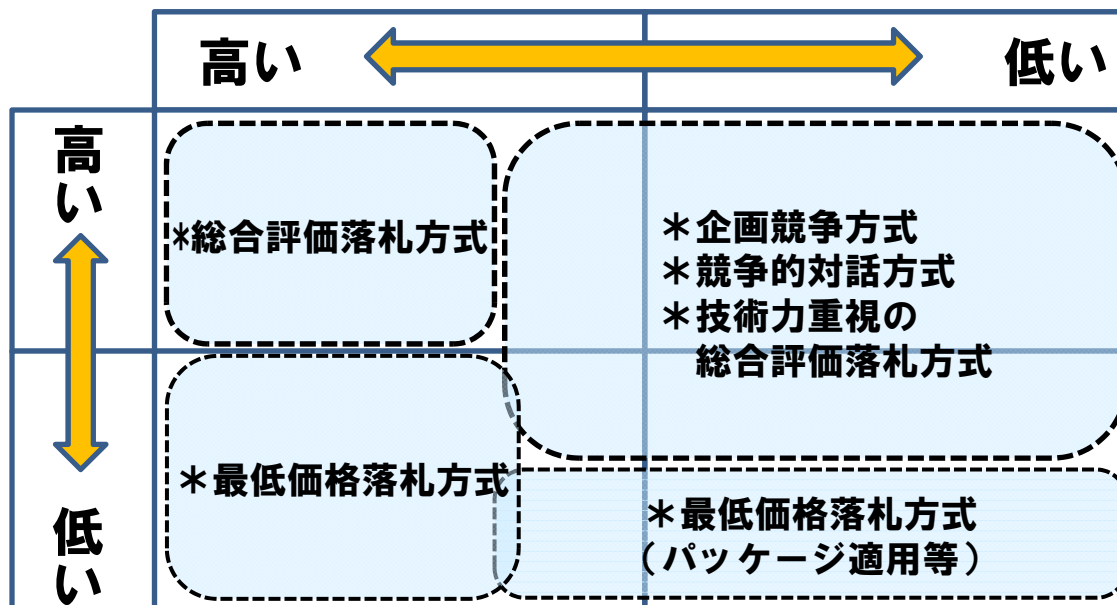 高い
低い
高い
*総合評価落札方式
＊企画競争方式
＊競争的対話方式
＊技術力重視の
総合評価落札方式
＊最低価格落札方式
低い
＊最低価格落札方式
（パッケージ適用等）